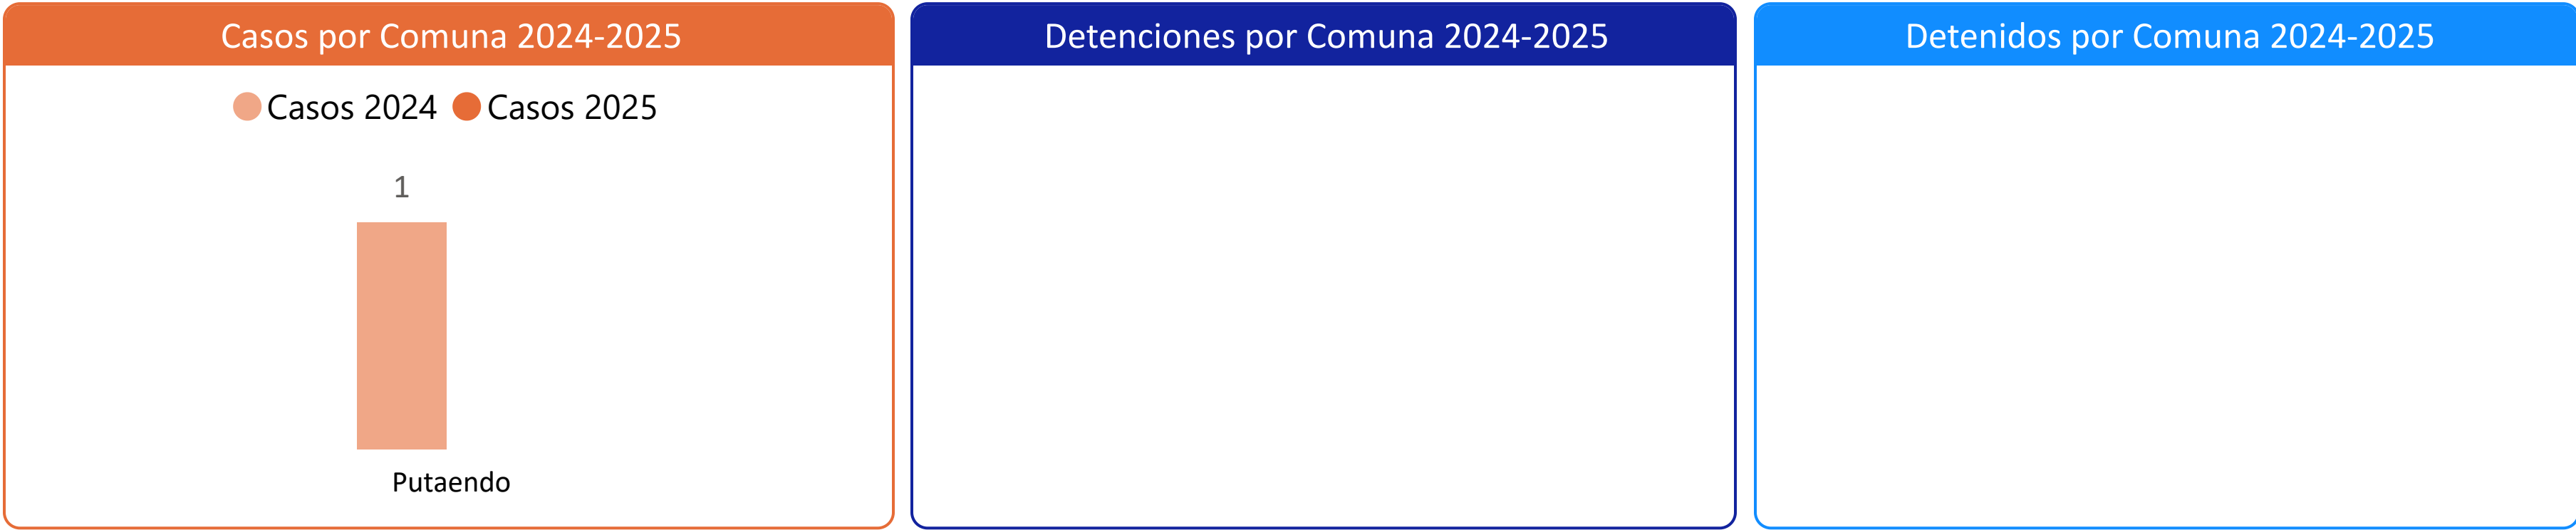 Casos por Comuna 2024-2025
Casos 2024 Casos 2025
1
Putaendo
Detenciones por Comuna 2024-2025
Detenidos por Comuna 2024-2025